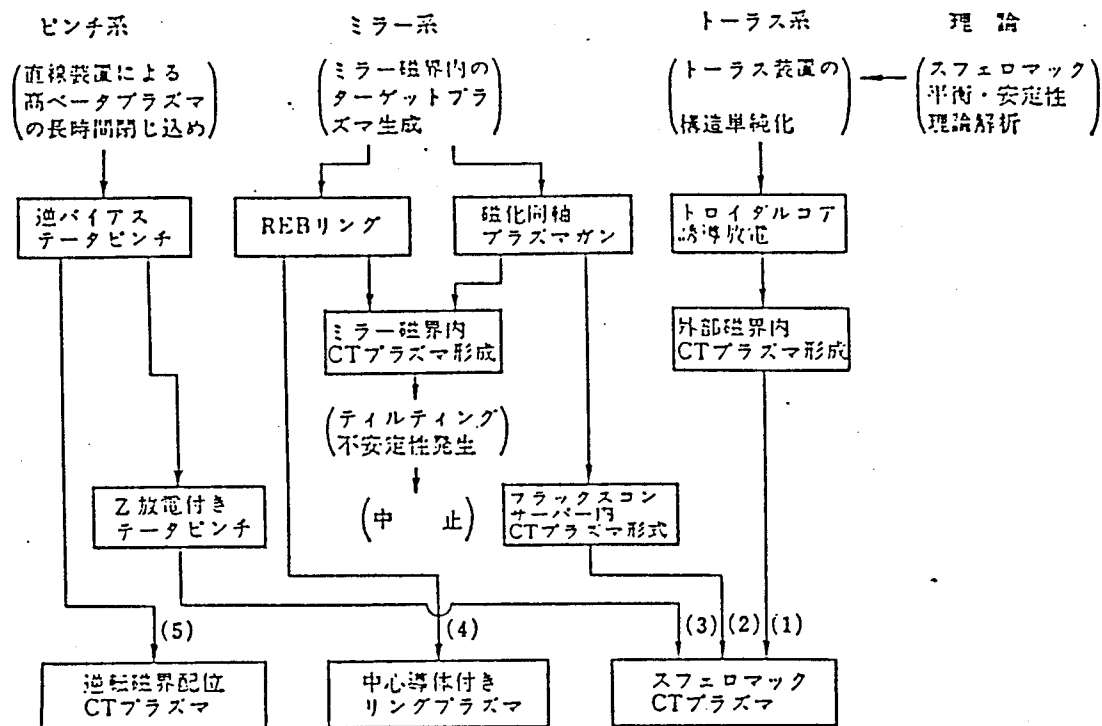 ピンチ系
ミラー系
トーラス系
理論
直線装置による
高ベータプラズマ
の長時間閉じ込め
ミラー磁界内の
ターゲットプラ
ズマ生成
トーラス装置の
構造単純化
スフェロマック
平衡・安定性
理論解析
逆バイアス
テータピンチ
REBリング
磁化同軸
プラズマガン
トロイダルコア
誘導放電
ミラー磁界内
CTプラズマ形成
外部磁界内
CTプラズマ形成
ティルティング
不安定性発生
中 止
Z放電付き
テータピンチ
フラックスコン
サーバー内
CTプラズマ形式
(5)
(4)
(3)
(2)
(1)
逆転磁界配位
CTプラズマ
中心導体付き
リングプラズマ
スフェロマック
CTプラズマ